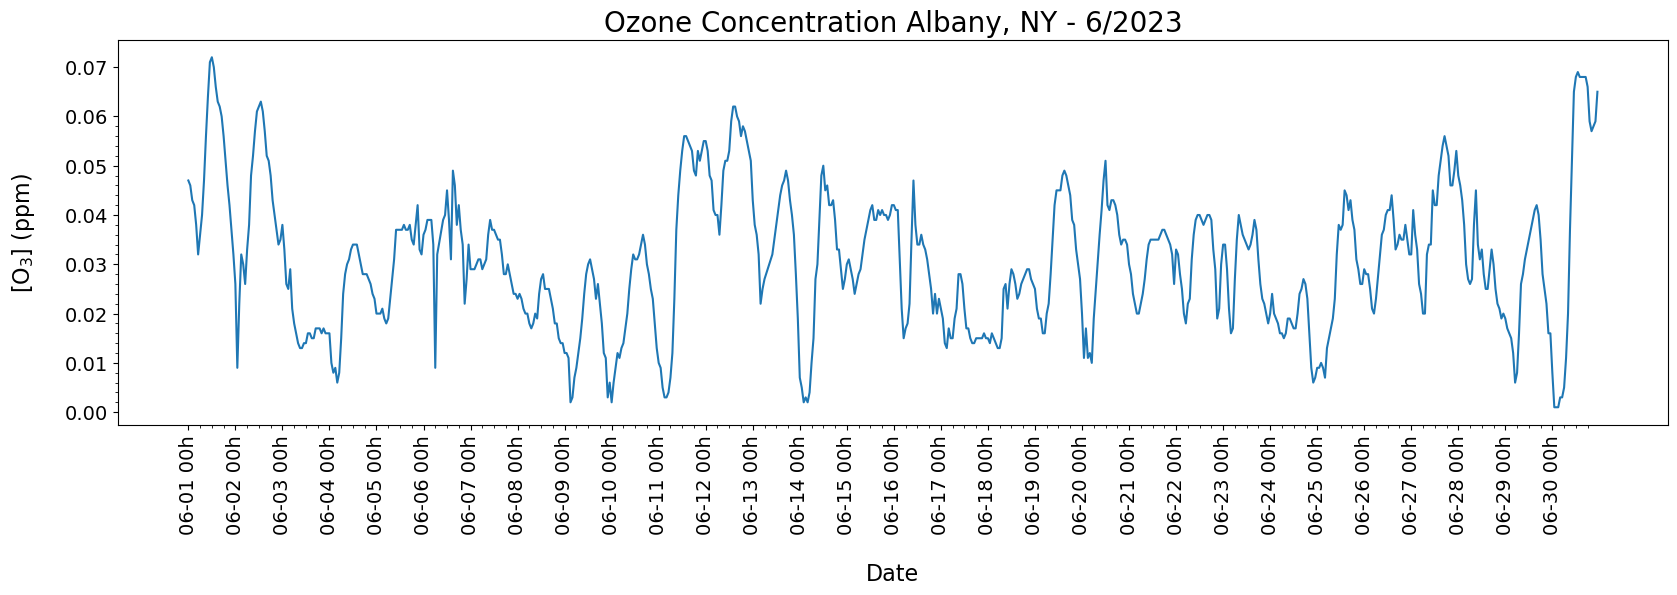 Ozone Concentration Albany, NY - 6/2023
[O₃] (ppm)
0.07
0.06
0.05
0.04
0.03
0.02
0.01
0.00
06-01 00h
06-02 00h
06-03 00h
06-04 00h
06-05 00h
06-06 00h
06-07 00h
06-08 00h
06-09 00h
06-10 00h
06-11 00h
06-12 00h
06-13 00h
06-14 00h
06-15 00h
06-16 00h
06-17 00h
06-18 00h
06-19 00h
06-20 00h
06-21 00h
06-22 00h
06-23 00h
06-24 00h
06-25 00h
06-26 00h
06-27 00h
06-28 00h
06-29 00h
06-30 00h
Date